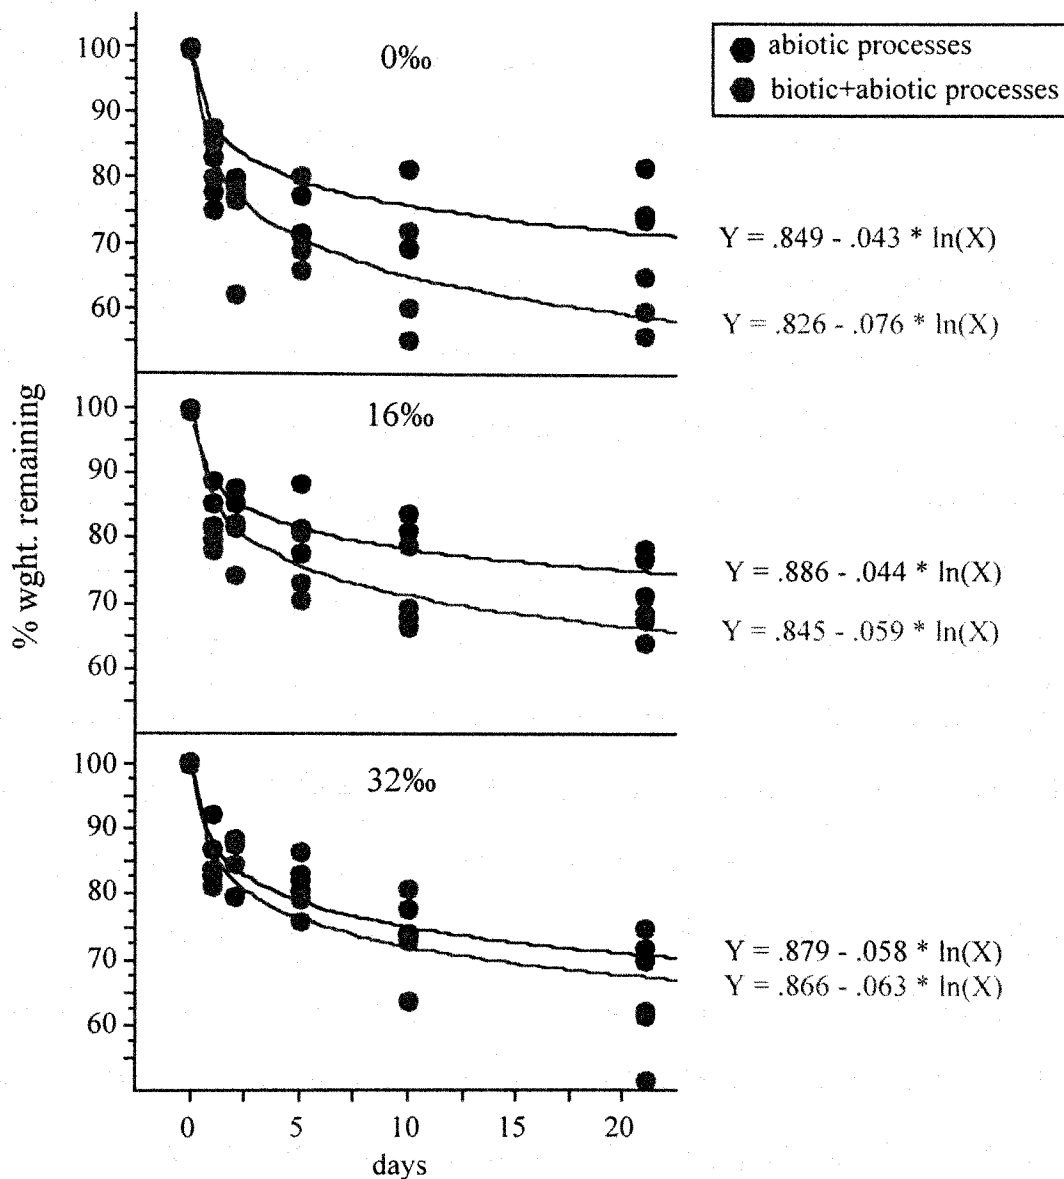 abiotic processes
biotic+abiotic processes
% wght. remaining
0‰
100
90
80
70
60
Y = .849 - .043 * ln(X)
Y = .826 - .076 * ln(X)
16‰
100
90
80
70
60
Y = .886 - .044 * ln(X)
Y = .845 - .059 * ln(X)
32‰
100
90
80
70
60
Y = .879 - .058 * ln(X)
Y = .866 - .063 * ln(X)
0 5 10 15 20
days